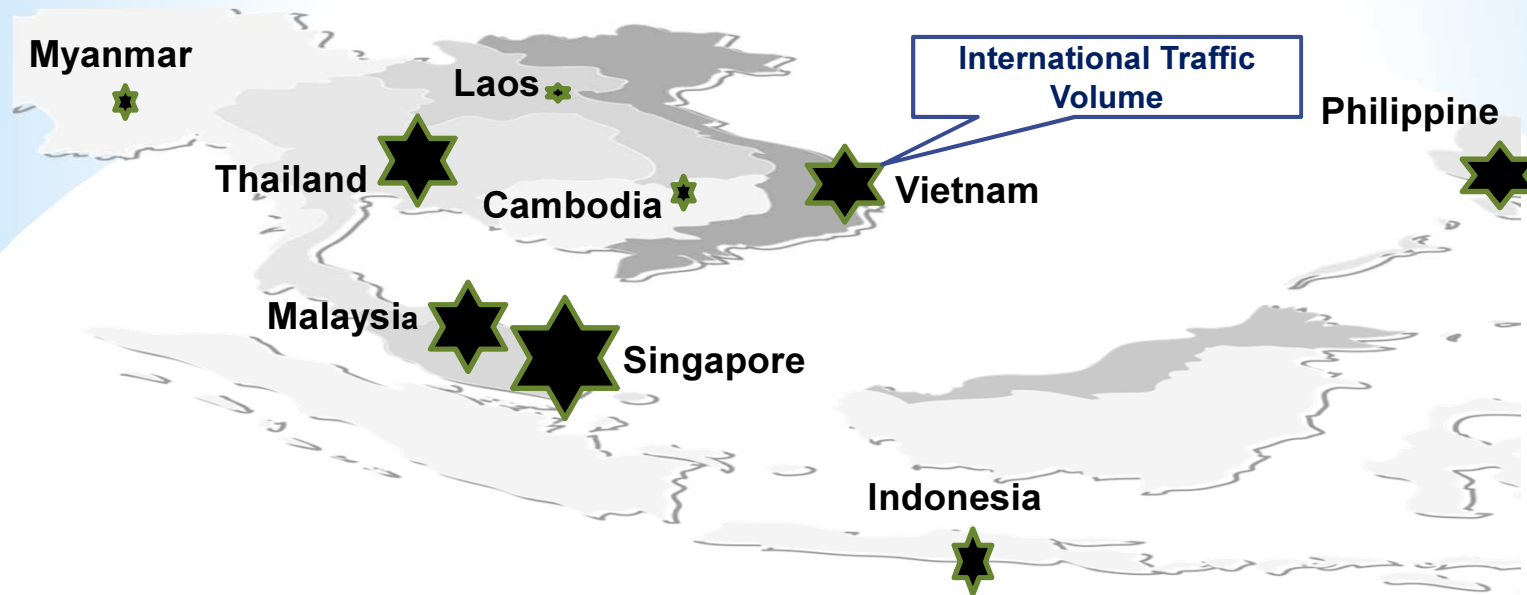 Myanmar
Laos
International Traffic
Volume
Philippine
Thailand
Cambodia
Vietnam
Malaysia
Singapore
Indonesia